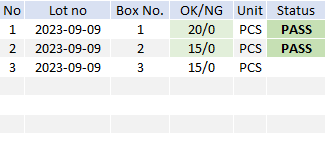 No Lot no Box No. OK/NG Unit Status
1 2023-09-09 1 20/0 PCS PASS
2 2023-09-09 2 15/0 PCS PASS
3 2023-09-09 3 15/0 PCS